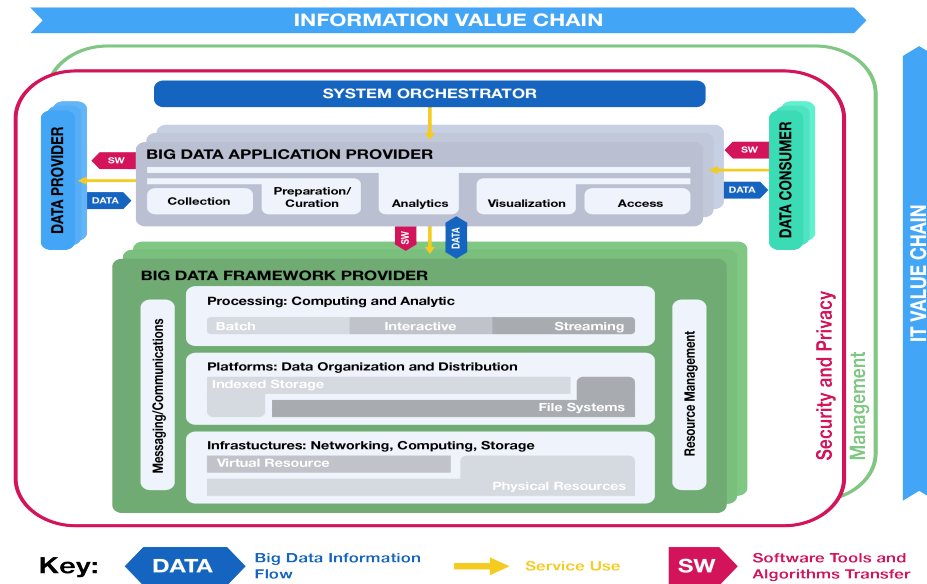 INFORMATION VALUE CHAIN
SYSTEM ORCHESTRATOR
DATA PROVIDER
SW
DATA
BIG DATA APPLICATION PROVIDER
Collection
Preparation/
Curation
Analytics
Visualization
Access
SW
DATA
DATA CONSUMER
SW
DATA
BIG DATA FRAMEWORK PROVIDER
Messaging/Communications
Processing: Computing and Analytic
Batch
Interactive
Streaming
Platforms: Data Organization and Distribution
Indexed Storage
File Systems
Infrastuctures: Networking, Computing, Storage
Virtual Resource
Physical Resources
Resource Management
Security and Privacy
Management
IT VALUE CHAIN
Key:
DATA
Big Data Information
Flow
Service Use
SW
Software Tools and
Algorithms Transfer